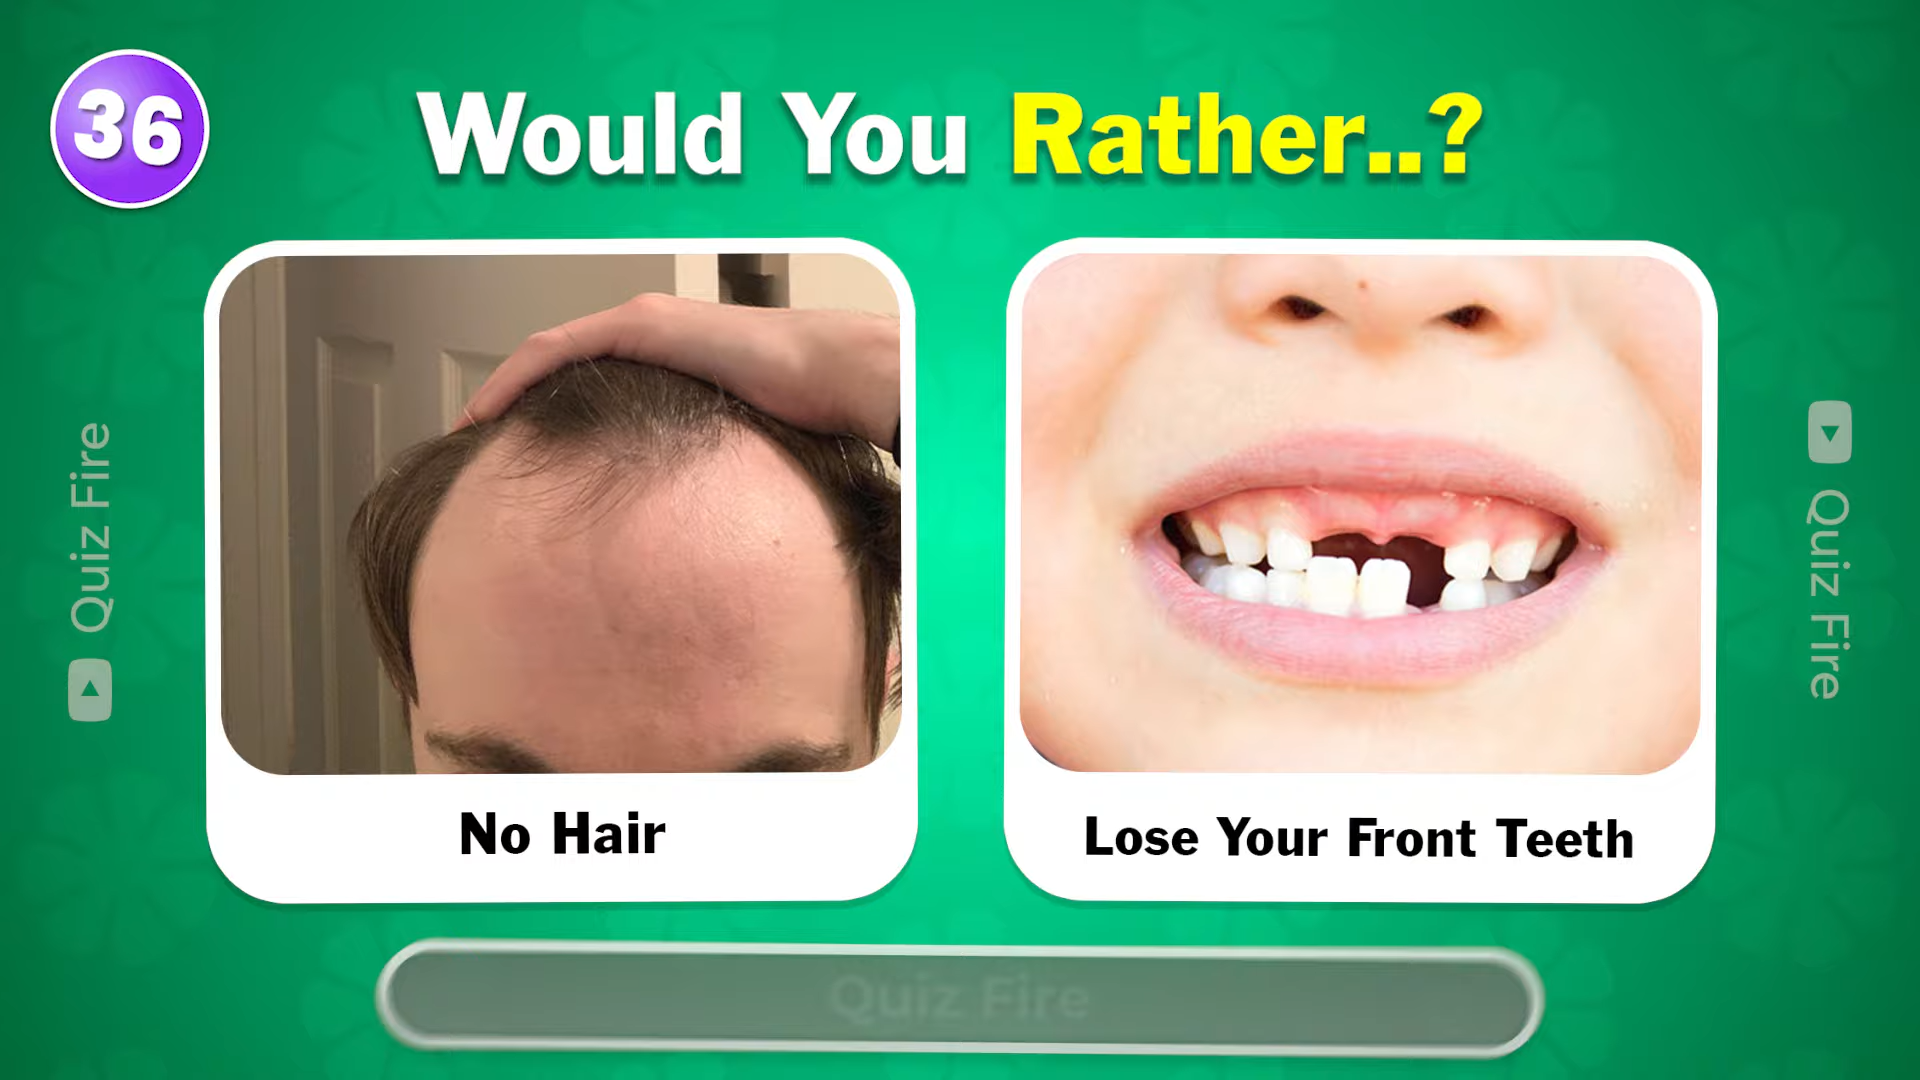 36
Would You Rather..?
Quiz Fire
Quiz Fire
No Hair
Lose Your Front Teeth
Quiz Fire